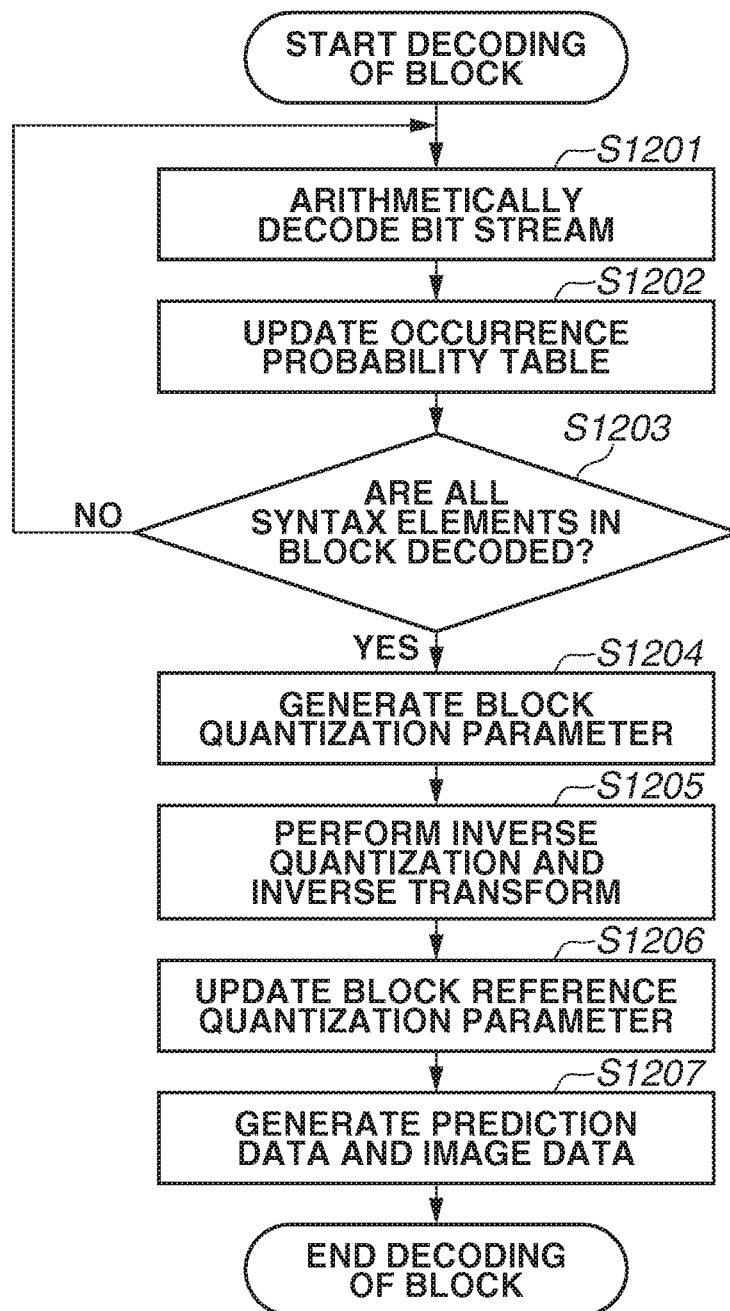 START DECODING
OF BLOCK
S1201
ARITHMETICALLY
DECODE BIT STREAM
S1202
UPDATE OCCURRENCE
PROBABILITY TABLE
S1203
ARE ALL
SYNTAX ELEMENTS IN
BLOCK DECODED?
NO
YES
S1204
GENERATE BLOCK
QUANTIZATION PARAMETER
S1205
PERFORM INVERSE
QUANTIZATION AND
INVERSE TRANSFORM
S1206
UPDATE BLOCK REFERENCE
QUANTIZATION PARAMETER
S1207
GENERATE PREDICTION
DATA AND IMAGE DATA
END DECODING
OF BLOCK